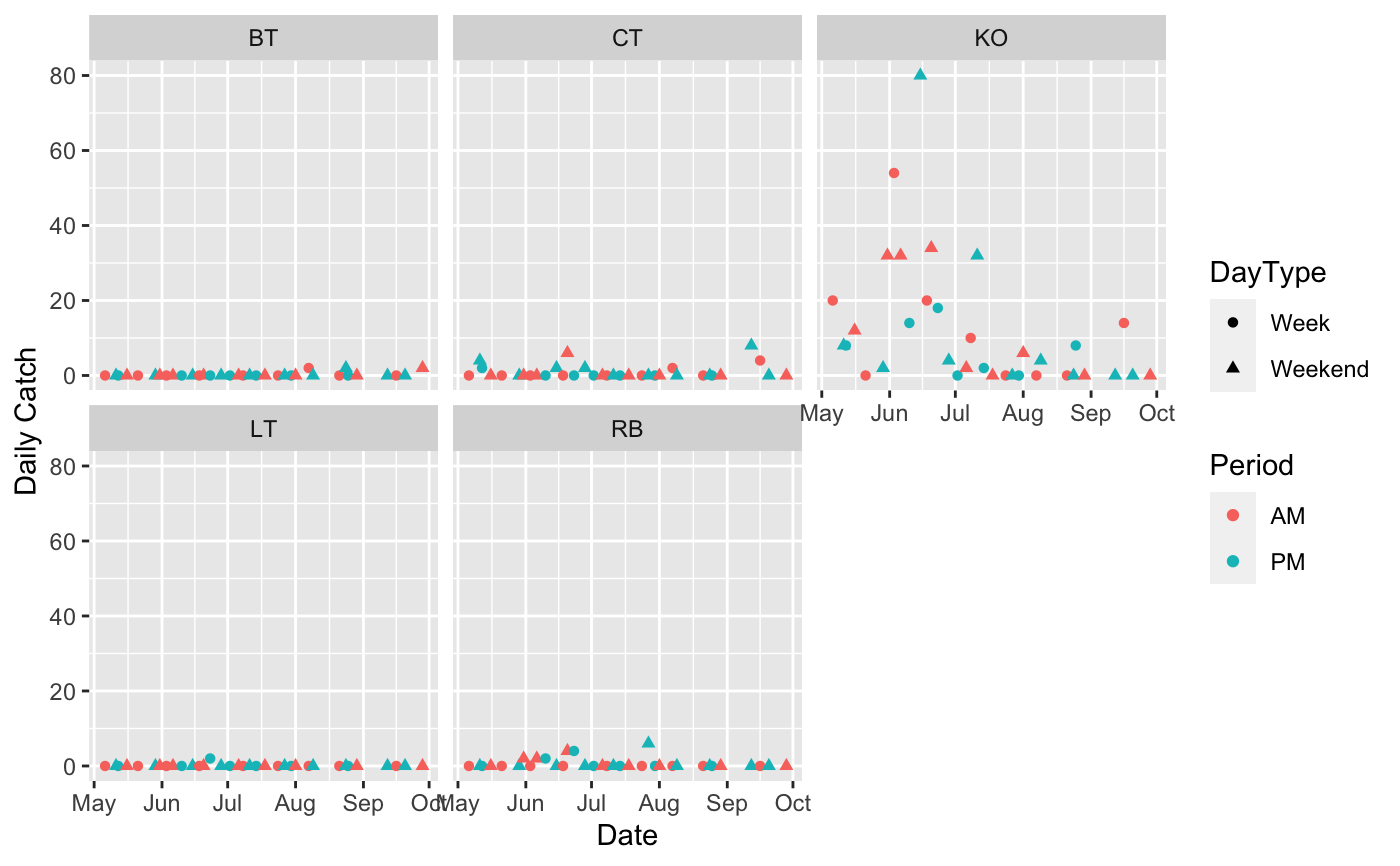 BT CT KO
80
60
40
20
0
May Jun Jul Aug Sep Oct
LT RB
80
60
40
20
0
May Jun Jul Aug Sep Oct May Jun Jul Aug Sep Oct
Date
Daily Catch
DayType
Week
Weekend
Period
AM
PM